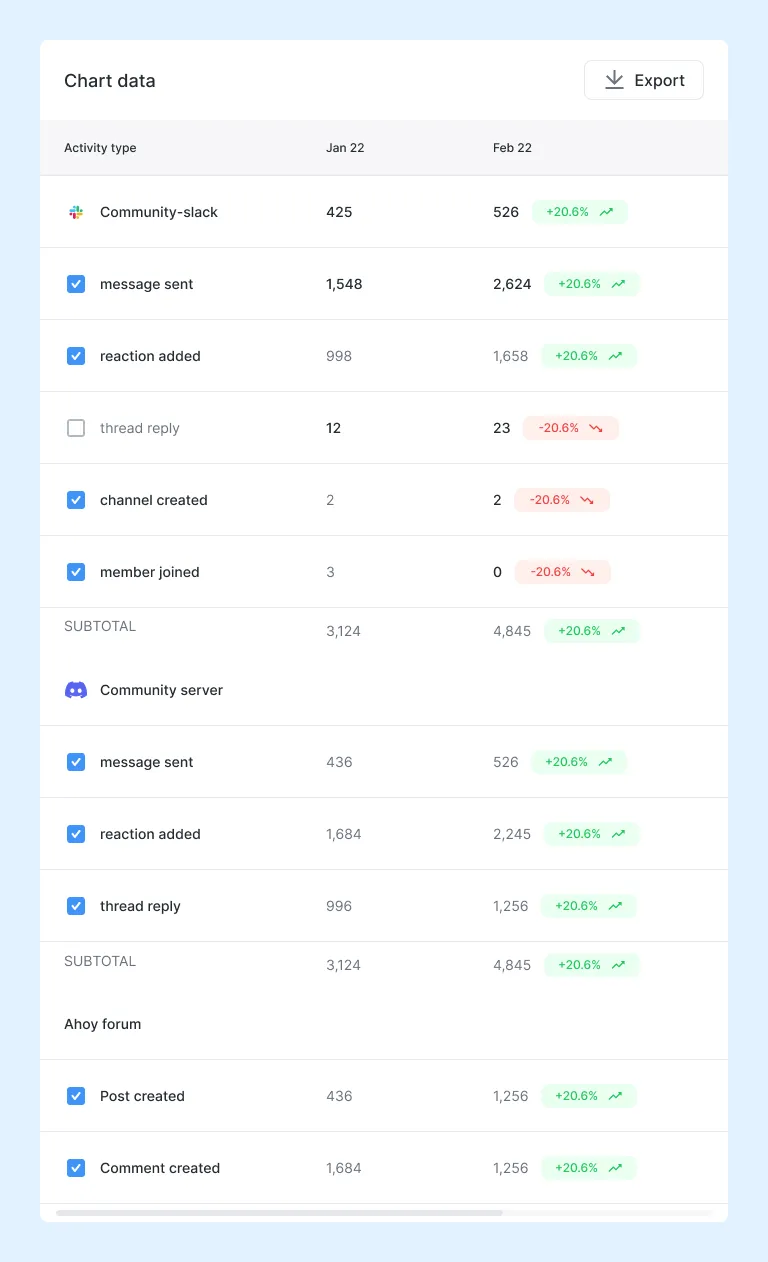 Chart data
Export
Activity type Jan 22 Feb 22
Community-slack 425 526 +20.6%
message sent 1,548 2,624 +20.6%
reaction added 998 1,658 +20.6%
thread reply 12 23 -20.6%
channel created 2 2 -20.6%
member joined 3 0 -20.6%
SUBTOTAL 3,124 4,845 +20.6%
Community server
message sent 436 526 +20.6%
reaction added 1,684 2,245 +20.6%
thread reply 996 1,256 +20.6%
SUBTOTAL 3,124 4,845 +20.6%
Ahoy forum
Post created 436 1,256 +20.6%
Comment created 1,684 1,256 +20.6%